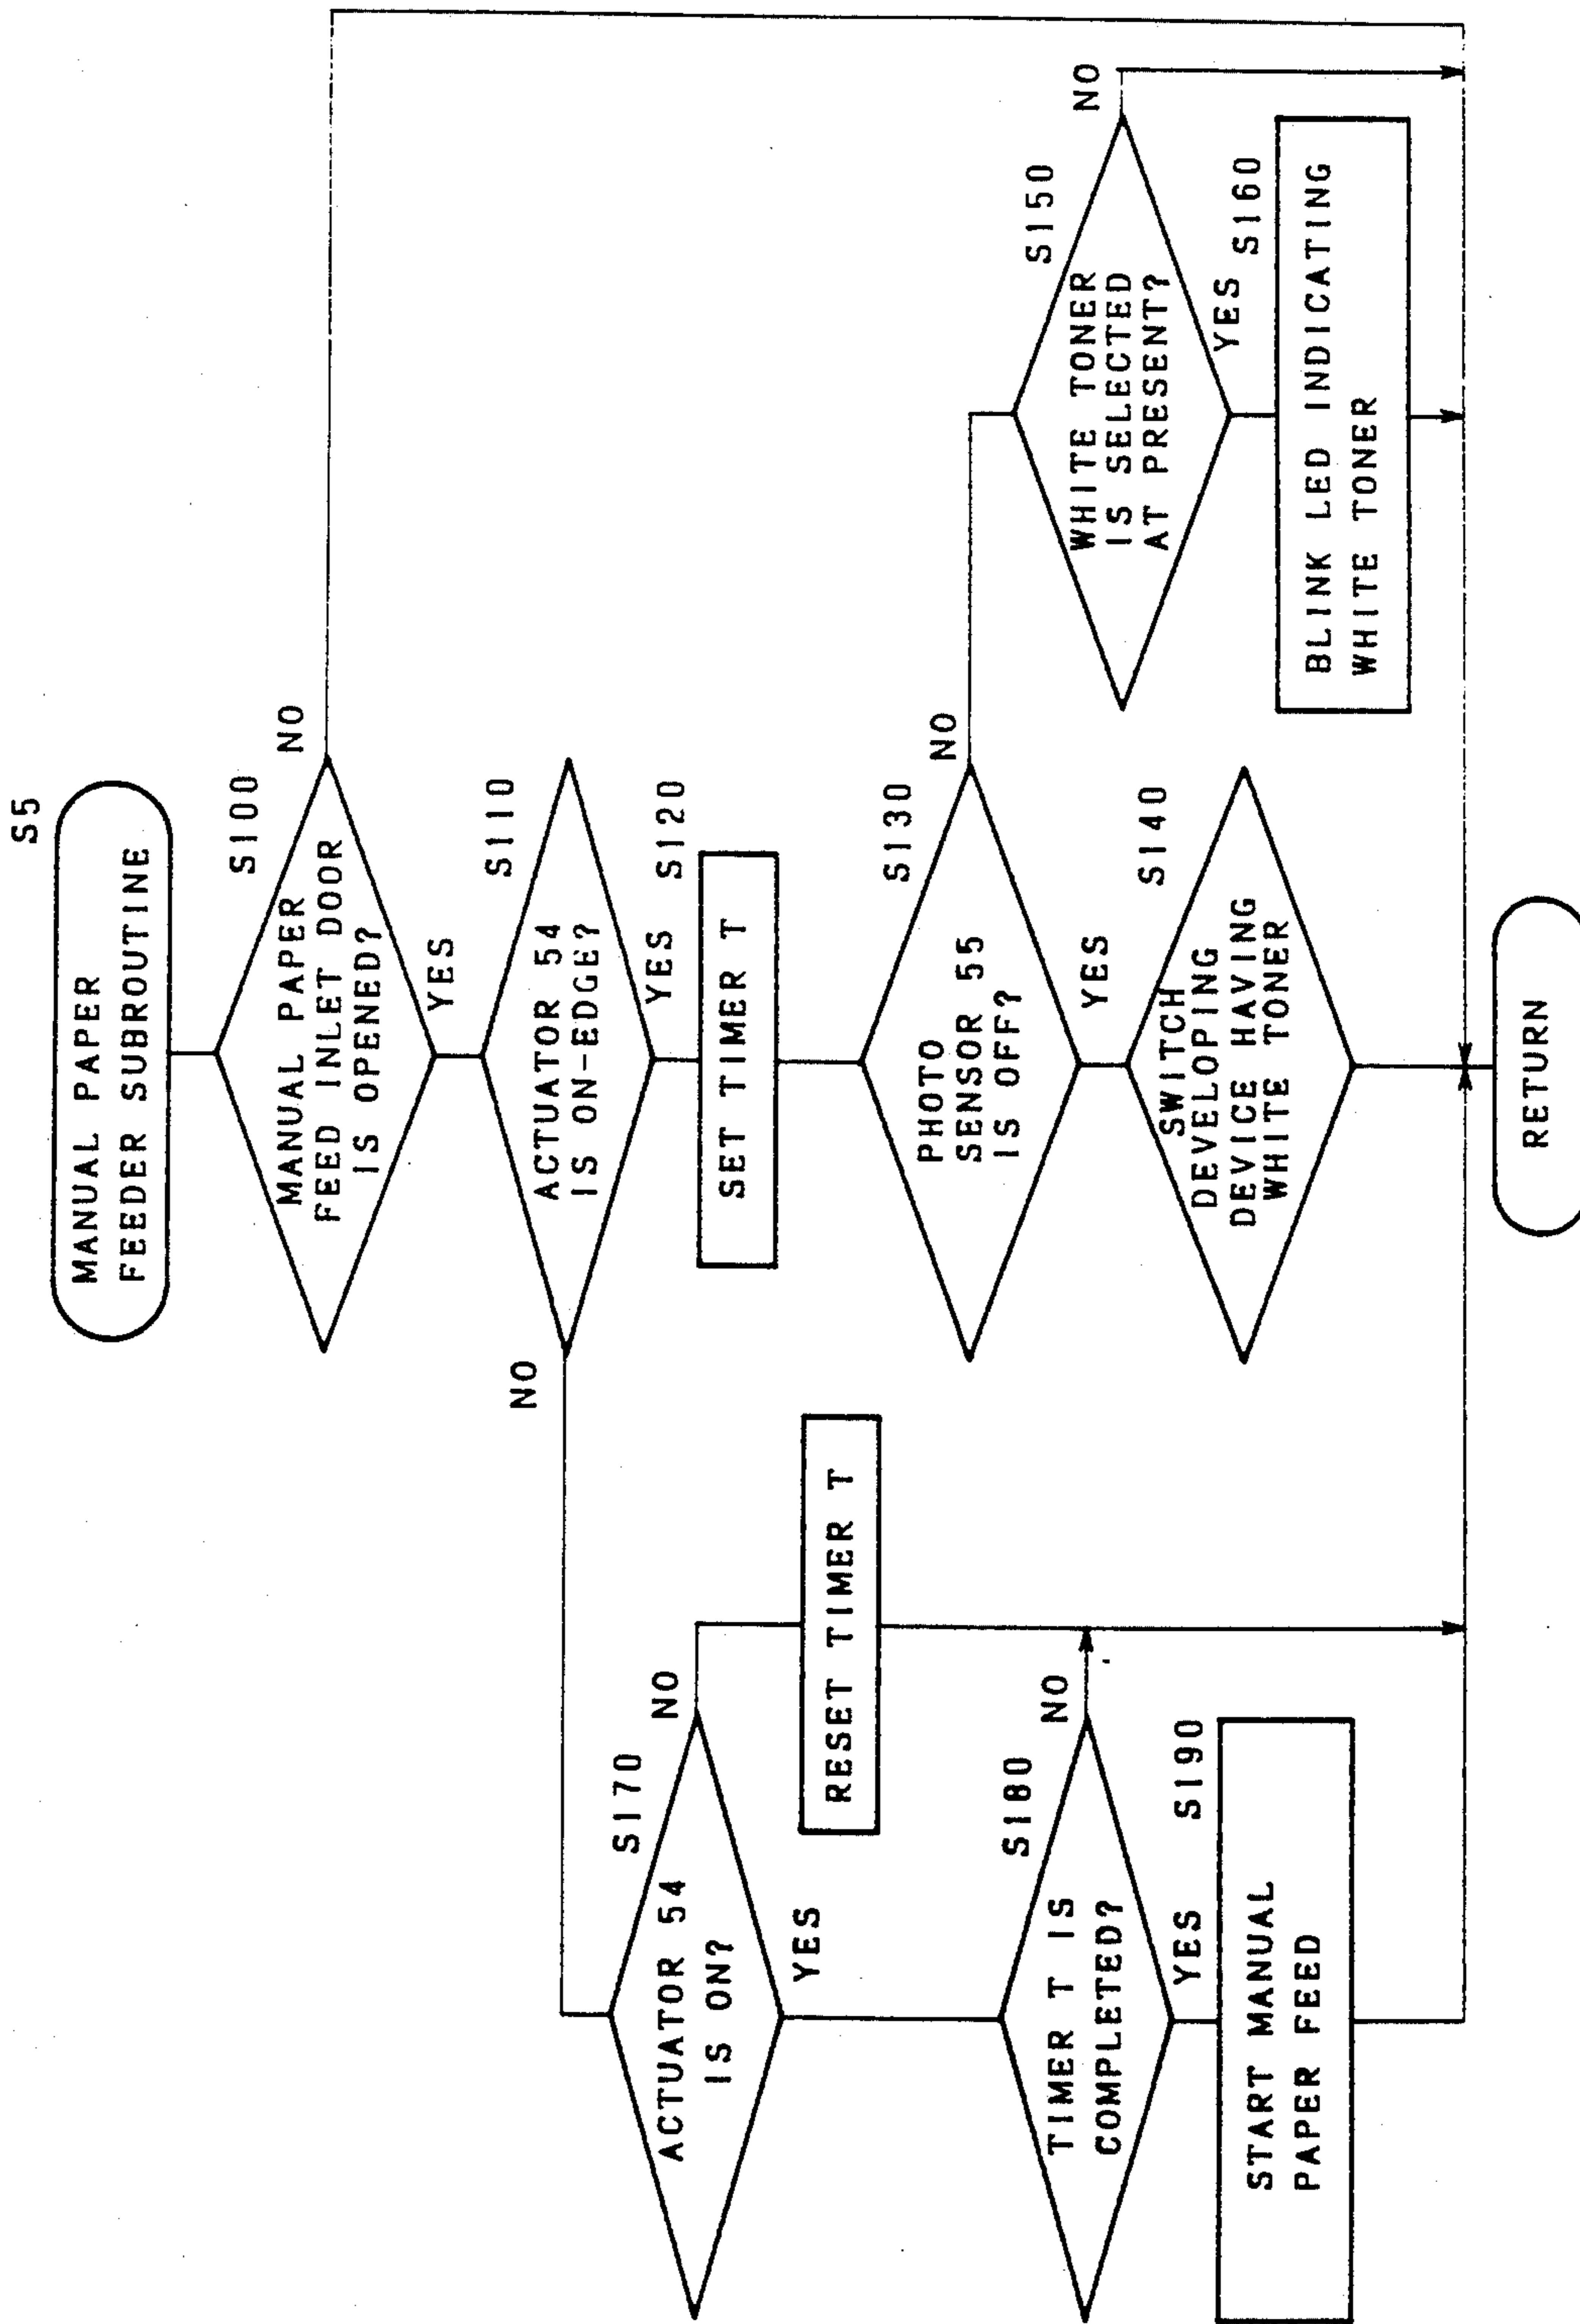 S5
MANUAL PAPER
FEEDER SUBROUTINE
S100
MANUAL PAPER
FEED INLET DOOR
IS OPENED?
NO
YES
S110
ACTUATOR 54
IS ON-EDGE?
NO
YES
S120
SET TIMER T
S130
PHOTO
SENSOR 55
IS OFF?
NO
YES
S140
SWITCH
DEVELOPING
DEVICE HAVING
WHITE TONER
S150
WHITE TONER
IS SELECTED
AT PRESENT?
NO
YES
S160
BLINK LED INDICATING
WHITE TONER
S170
ACTUATOR 54
IS ON?
NO
YES
RESET TIMER T
S180
TIMER T IS
COMPLETED?
NO
YES
S190
START MANUAL
PAPER FEED
RETURN